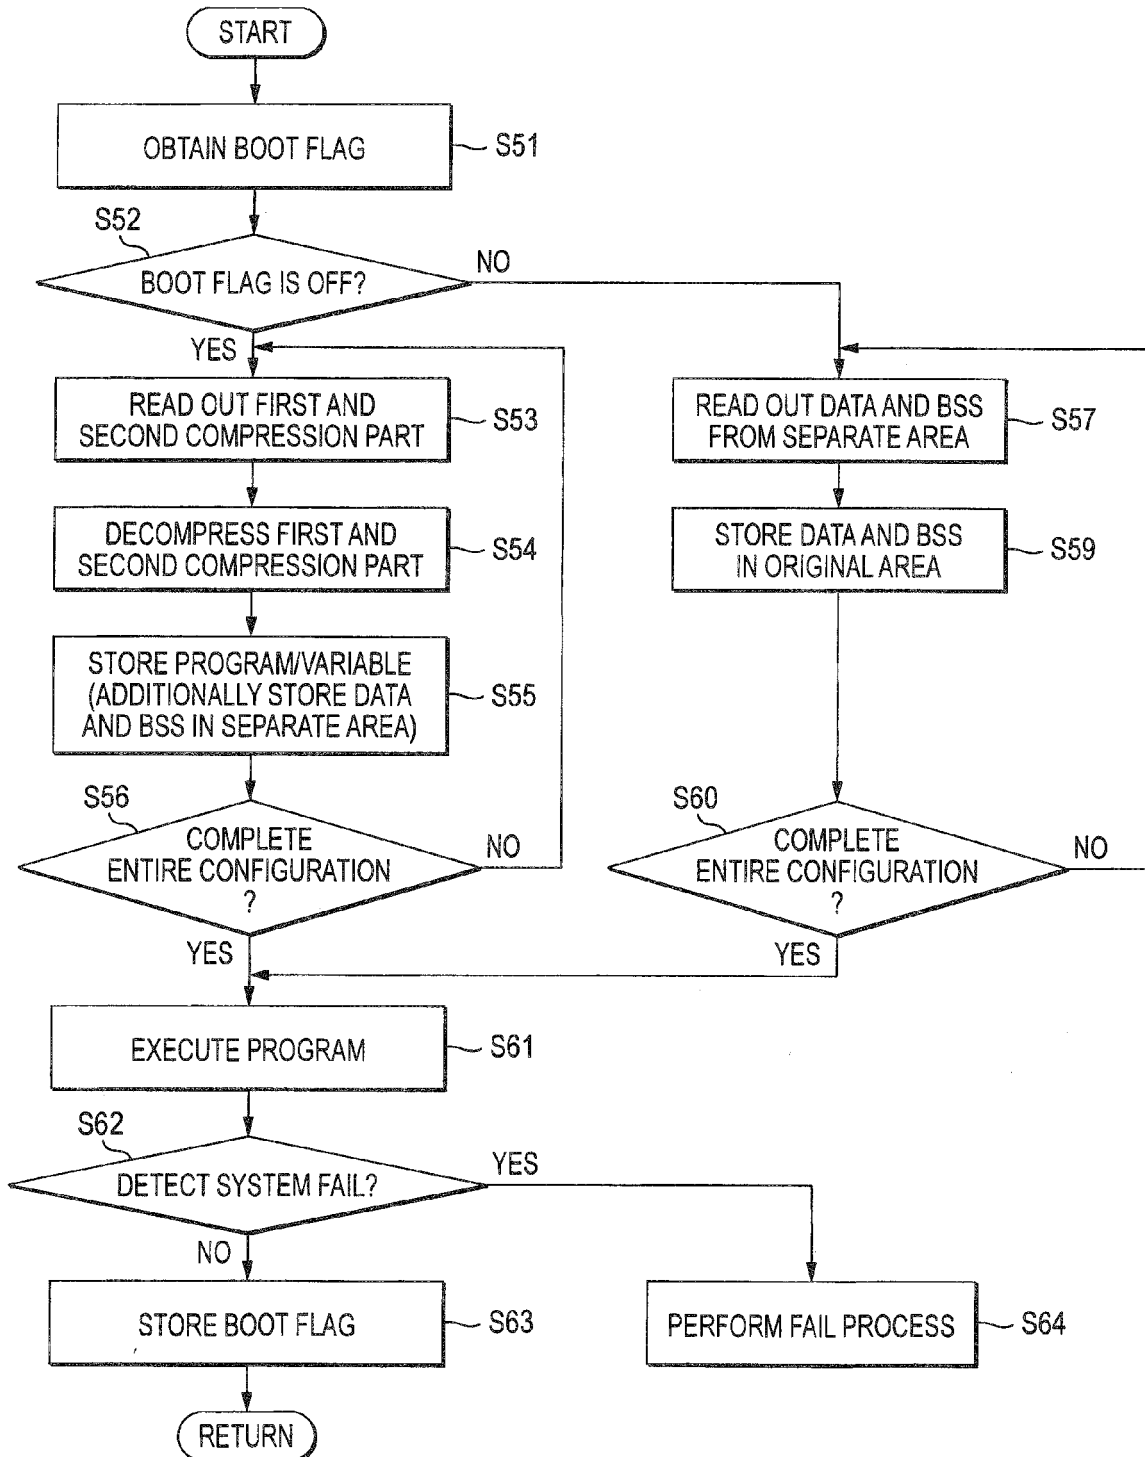 START
OBTAIN BOOT FLAG
S51
S52
BOOT FLAG IS OFF?
NO
YES
READ OUT FIRST AND
SECOND COMPRESSION PART
S53
READ OUT DATA AND BSS
FROM SEPARATE AREA
S57
DECOMPRESS FIRST AND
SECOND COMPRESSION PART
S54
STORE DATA AND BSS
IN ORIGINAL AREA
S59
STORE PROGRAM/VARIABLE
(ADDITIONALLY STORE DATA
AND BSS IN SEPARATE AREA)
S55
S56
COMPLETE
ENTIRE CONFIGURATION
?
NO
YES
S60
COMPLETE
ENTIRE CONFIGURATION
?
NO
YES
EXECUTE PROGRAM
S61
S62
DETECT SYSTEM FAIL?
YES
NO
STORE BOOT FLAG
S63
PERFORM FAIL PROCESS
S64
RETURN